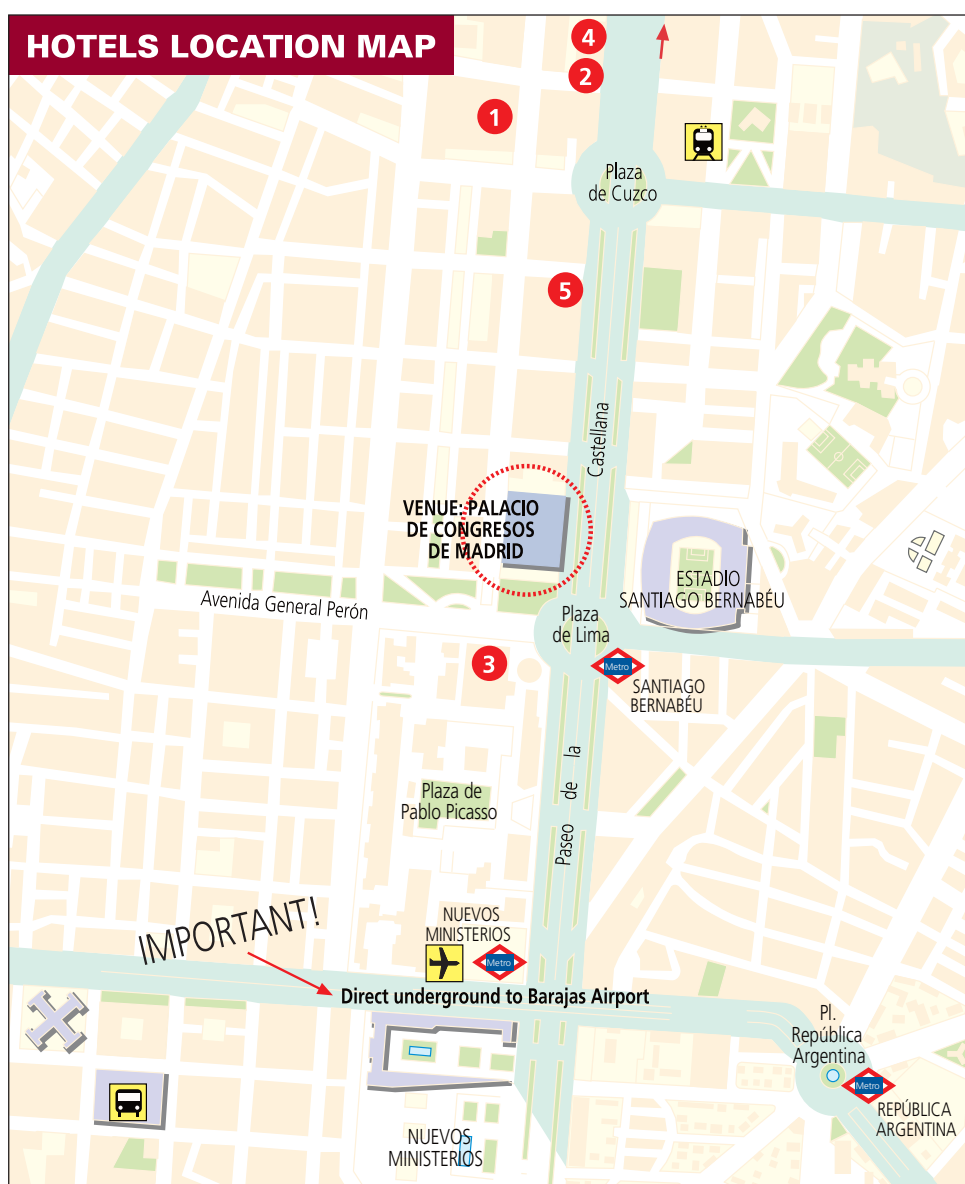 HOTELS LOCATION MAP
4
2
1
Plaza
de Cuzco
5
Castellana
VENUE: PALACIO
DE CONGRESOS
DE MADRID
ESTADIO
SANTIAGO BERNABÉU
Avenida General Perón
Plaza
de Lima
3
Metro
SANTIAGO
BERNABÉU
Paseo de la
Plaza de
Pablo Picasso
IMPORTANT!
NUEVOS
MINISTERIOS
Metro
Direct underground to Barajas Airport
Pl.
República
Argentina
Metro
REPÚBLICA
ARGENTINA
NUEVOS
MINISTERIOS